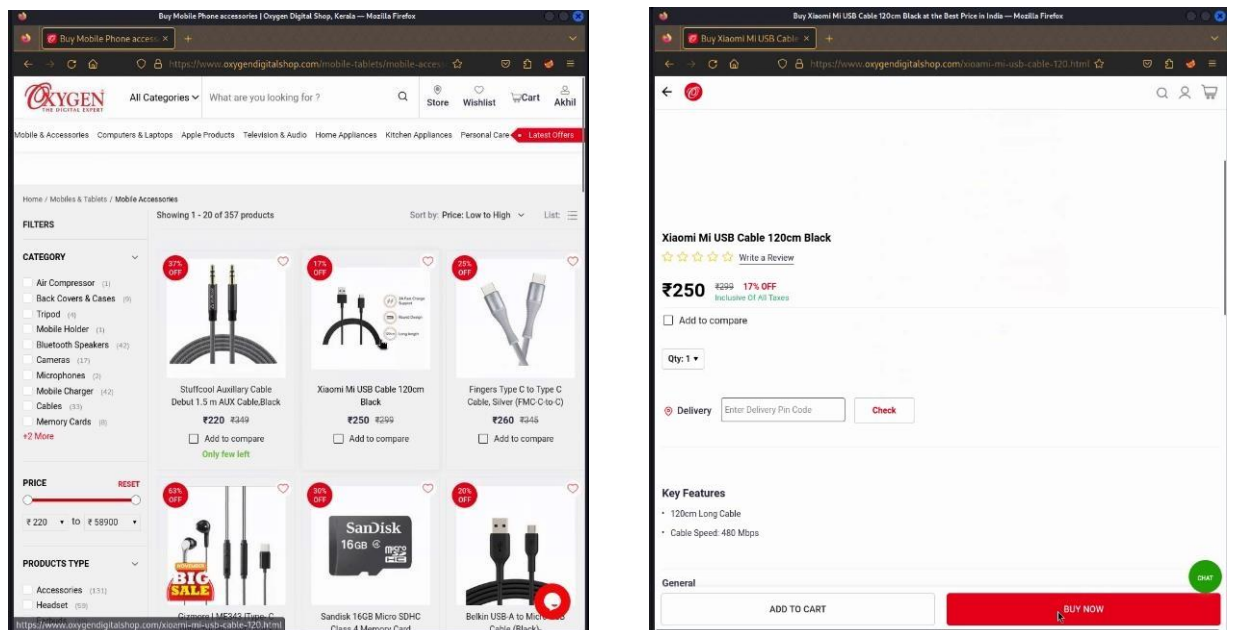 Buy Mobile Phone accessories | Oxygen Digital Shop, Kerala — Mozilla Firefox
Buy Mobile Phone acces
https://www.oxygendigitalshop.com/mobile-tablets/mobile-acces
OXYGEN
THE DIGITAL EXPERT
All Categories
What are you looking for ?
Store
Wishlist
Cart
Akhil
Mobile & Accessories Computers & Laptops Apple Products Television & Audio Home Appliances Kitchen Appliances Personal Care Latest Offers
Home / Mobiles & Tablets / Mobile Accessories
Showing 1 - 20 of 357 products
Sort by: Price: Low to High
List:
FILTERS
CATEGORY
Air Compressor (1)
Back Covers & Cases (9)
Tripod (4)
Mobile Holder (1)
Bluetooth Speakers (42)
Cameras (17)
Microphones
Mobile Charger (42)
Cables (33)
Memory Cards
+2 More
PRICE RESET
₹ 220 to ₹ 58900
PRODUCTS TYPE
Accessories (131)
Headset (59)
https://www.oxygendigitalshop.com/xioami-mi-usb-cable-120.html
37% OFF
Stuffcool Auxillary Cable
Debut 1.5 m AUX Cable,Black
₹220 ₹349
Add to compare
Only few left
17% OFF
Xiaomi Mi USB Cable 120cm
Black
₹250 ₹299
Add to compare
25% OFF
Fingers Type C to Type C
Cable, Silver (FMC-C-to-C)
₹260 ₹345
Add to compare
63% OFF
BIG
SALE
Gizmore | ME343 |Type- C
30% OFF
SanDisk
16GB
Micro
Sandisk 16GB Micro SDHC
Class 4 Memory Card
20% OFF
Belkin USB-A to Micro USB
Cable (Black)-
Buy Xiaomi Mi USB Cable 120cm Black at the Best Price in India — Mozilla Firefox
Buy Xiaomi Mi USB Cable
https://www.oxygendigitalshop.com/xioami-mi-usb-cable-120.html
Xiaomi Mi USB Cable 120cm Black
Write a Review
₹250 ₹299 17% OFF
Inclusive Of All Taxes
Add to compare
Qty: 1
Delivery
Enter Delivery Pin Code
Check
Key Features
• 120cm Long Cable
• Cable Speed: 480 Mbps
General
CHAT
ADD TO CART
BUY NOW